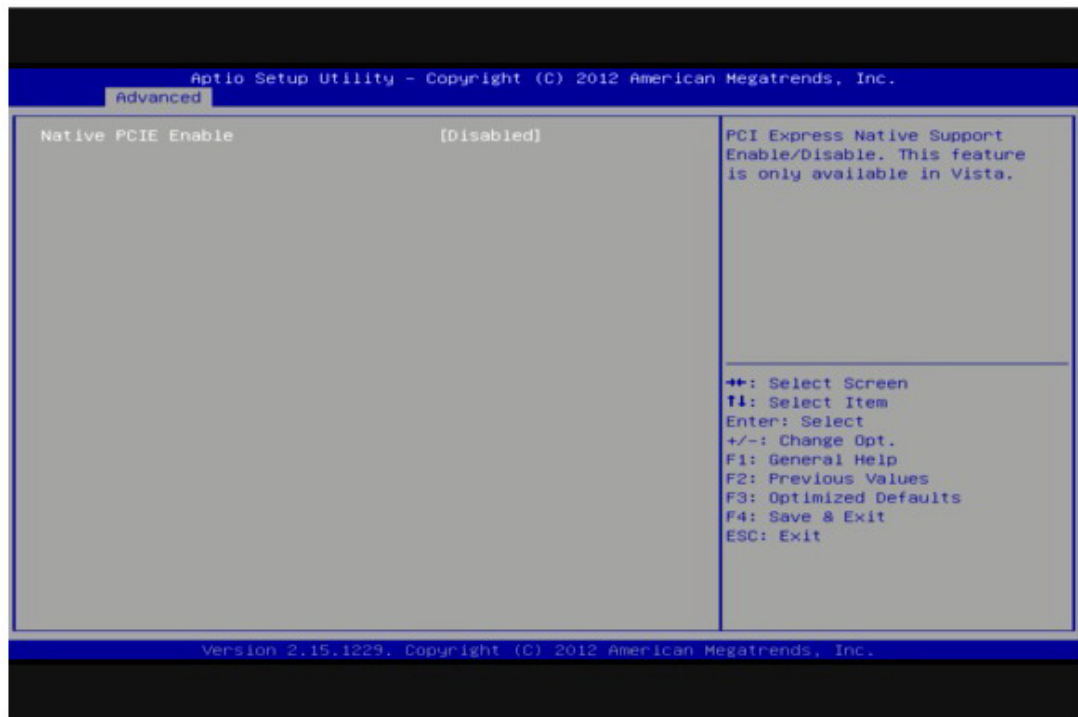 Aptio Setup Utility – Copyright (C) 2012 American Megatrends, Inc.
Advanced
Native PCIE Enable [Disabled]
PCI Express Native Support
Enable/Disable. This feature
is only available in Vista.
→←: Select Screen
↑↓: Select Item
Enter: Select
+/-: Change Opt.
F1: General Help
F2: Previous Values
F3: Optimized Defaults
F4: Save & Exit
ESC: Exit
Version 2.15.1229. Copyright (C) 2012 American Megatrends, Inc.